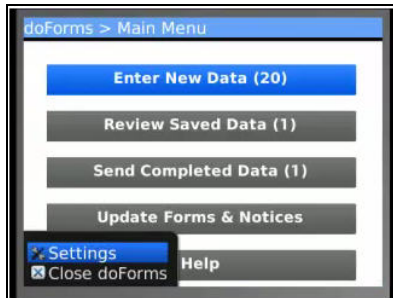 doForms > Main Menu
Enter New Data (20)
Review Saved Data (1)
Send Completed Data (1)
Update Forms & Notices
Help
Settings
Close doForms